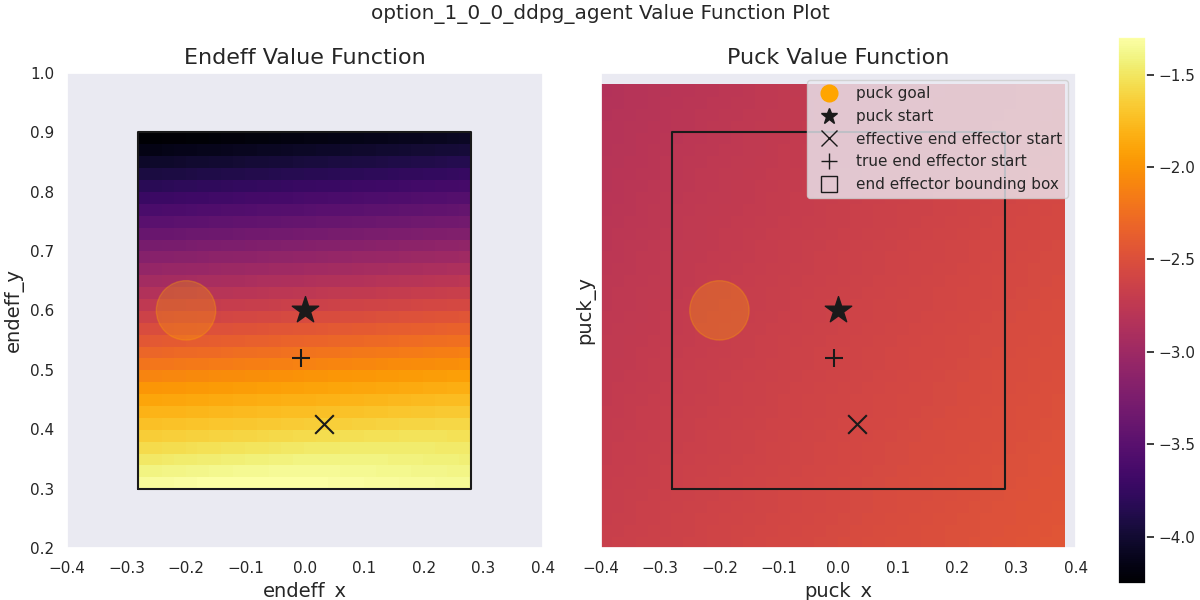 option_1_0_0_ddpg_agent Value Function Plot
Endeff Value Function
Puck Value Function
1.0
0.9
0.8
0.7
0.6
0.5
0.4
0.3
0.2
endeff_y
−0.4 −0.3 −0.2 −0.1 0.0 0.1 0.2 0.3 0.4
endeff_x
puck goal
puck start
effective end effector start
true end effector start
end effector bounding box
puck_y
−0.4 −0.3 −0.2 −0.1 0.0 0.1 0.2 0.3 0.4
puck_x
−1.5
−2.0
−2.5
−3.0
−3.5
−4.0